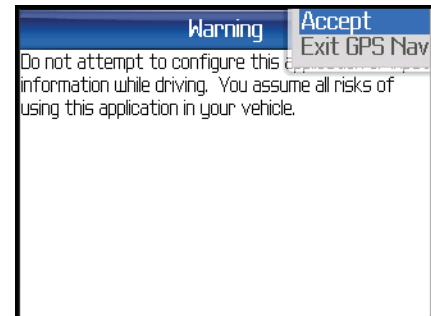 Warning
Accept
Exit GPS Nav
Do not attempt to configure this
information while driving. You assume all risks of
using this application in your vehicle.